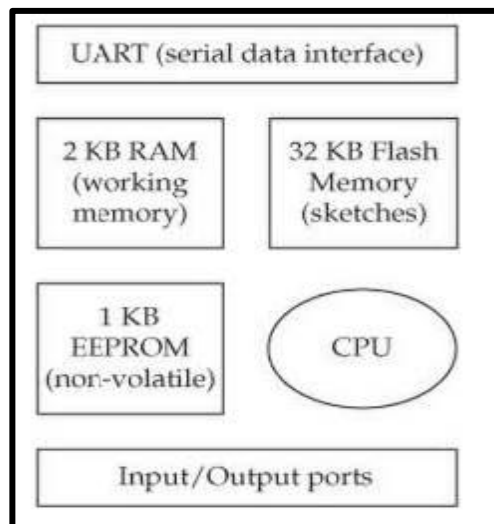 UART (serial data interface)
2 KB RAM
(working
memory)
32 KB Flash
Memory
(sketches)
1 KB
EEPROM
(non-volatile)
CPU
Input/Output ports